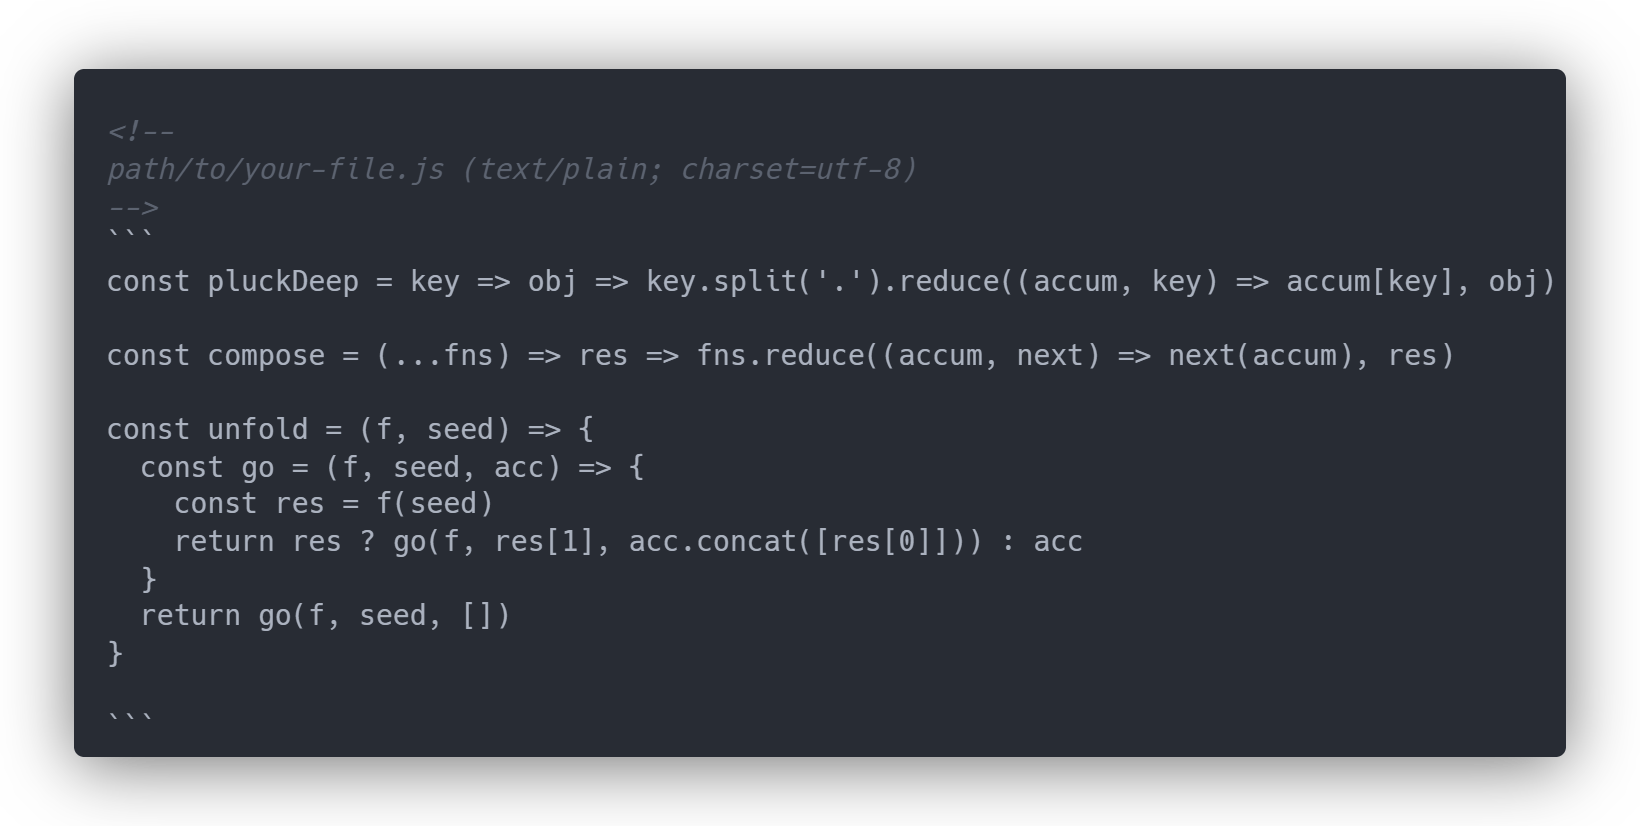 <!--
path/to/your-file.js (text/plain; charset=utf-8)
-->
```
const pluckDeep = key => obj => key.split('.').reduce((accum, key) => accum[key], obj)

const compose = (...fns) => res => fns.reduce((accum, next) => next(accum), res)

const unfold = (f, seed) => {
  const go = (f, seed, acc) => {
    const res = f(seed)
    return res ? go(f, res[1], acc.concat([res[0]])) : acc
  }
  return go(f, seed, [])
}

```